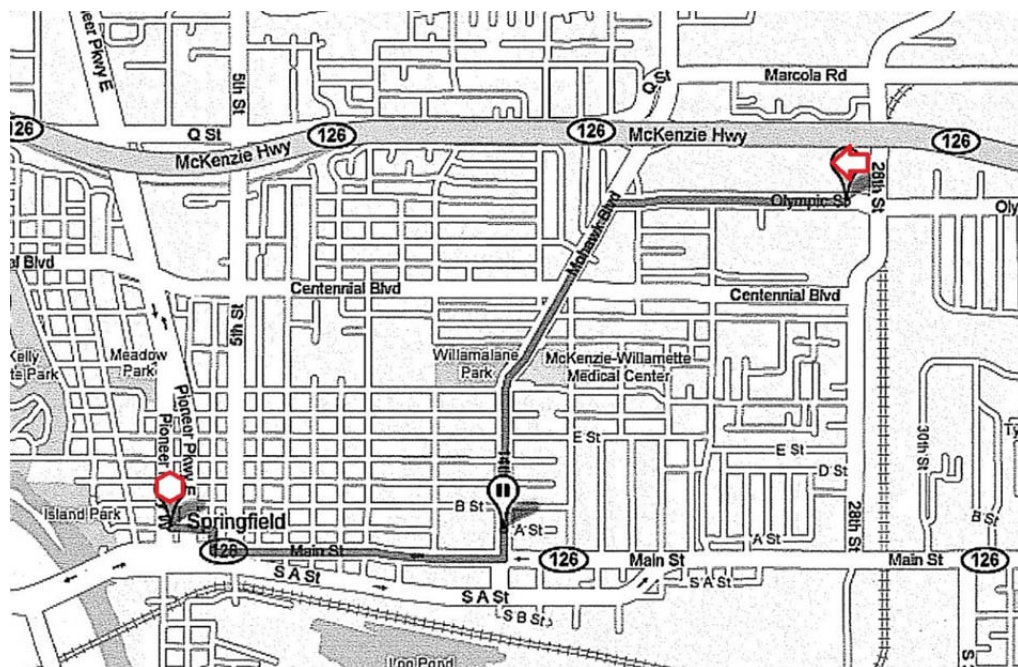 Pioneer Pkwy E
5th St
Q St
Marcola Rd
126
Q St
126
126
McKenzie Hwy
126
McKenzie Hwy
28th St
Olympic St
Mohawk Blvd
Centennial Blvd
Centennial Blvd
5th St
Meadow
Park
Willamalane
Park
McKenzie-Willamette
Medical Center
Pioneer Pkwy E
Pioneer
E St
14th
E St
30th St
D St
B St
Island Park
Springfield
A St
28th St
A St
B St
126
Main St
126
Main St
Main St
126
S A St
S A St
S A St
S B St
Log Pond